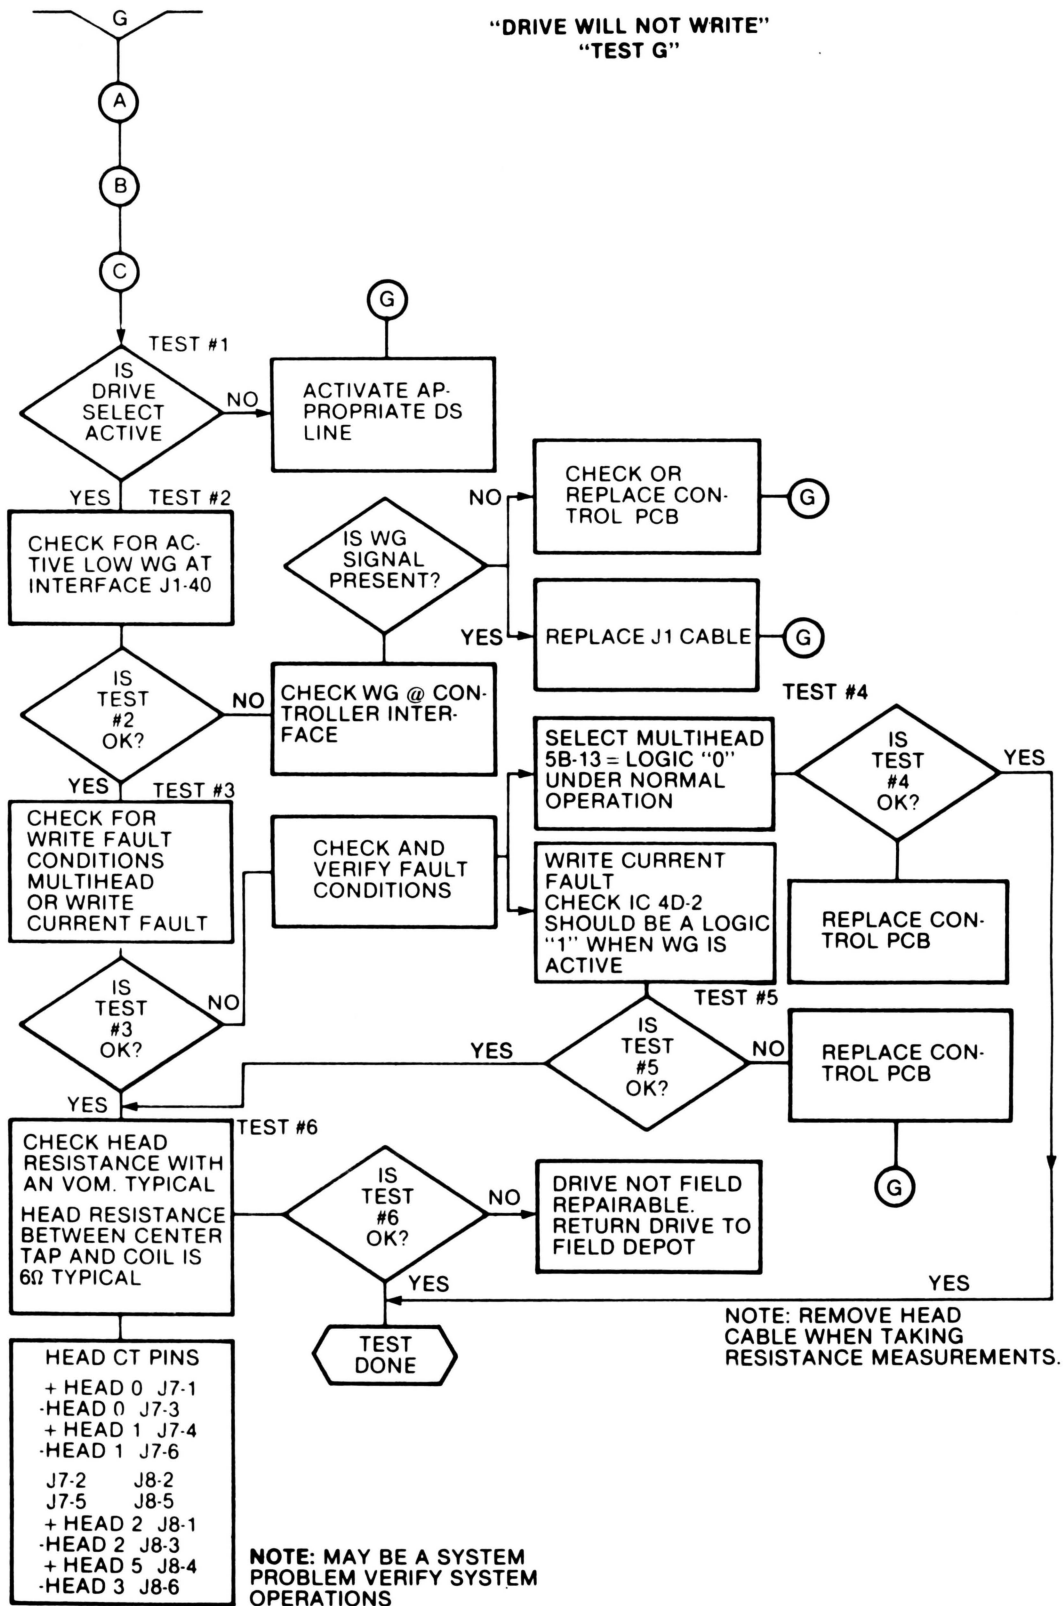 G
"DRIVE WILL NOT WRITE"
"TEST G"
A
B
C
G
TEST #1
IS
DRIVE
SELECT
ACTIVE
NO
ACTIVATE AP-
PROPRIATE DS
LINE
YES
TEST #2
CHECK FOR AC-
TIVE LOW WG AT
INTERFACE J1-40
IS WG
SIGNAL
PRESENT?
NO
CHECK OR
REPLACE CON-
TROL PCB
G
YES
REPLACE J1 CABLE
G
IS
TEST
#2
OK?
NO
CHECK WG @ CON-
TROLLER INTER-
FACE
YES
TEST #3
CHECK FOR
WRITE FAULT
CONDITIONS
MULTIHEAD
OR WRITE
CURRENT FAULT
CHECK AND
VERIFY FAULT
CONDITIONS
SELECT MULTIHEAD
5B-13 = LOGIC "0"
UNDER NORMAL
OPERATION
TEST #4
IS
TEST
#4
OK?
YES
REPLACE CON-
TROL PCB
WRITE CURRENT
FAULT
CHECK IC 4D-2
SHOULD BE A LOGIC
"1" WHEN WG IS
ACTIVE
IS
TEST
#3
OK?
NO
TEST #5
IS
TEST
#5
OK?
YES
NO
REPLACE CON-
TROL PCB
G
YES
TEST #6
CHECK HEAD
RESISTANCE WITH
AN VOM. TYPICAL
HEAD RESISTANCE
BETWEEN CENTER
TAP AND COIL IS
6Ω TYPICAL
IS
TEST
#6
OK?
NO
DRIVE NOT FIELD
REPAIRABLE.
RETURN DRIVE TO
FIELD DEPOT
YES
YES
TEST
DONE
NOTE: REMOVE HEAD
CABLE WHEN TAKING
RESISTANCE MEASUREMENTS.
HEAD CT PINS
+ HEAD 0 J7-1
-HEAD 0 J7-3
+ HEAD 1 J7-4
-HEAD 1 J7-6
J7-2 J8-2
J7-5 J8-5
+ HEAD 2 J8-1
-HEAD 2 J8-3
+ HEAD 5 J8-4
-HEAD 3 J8-6
NOTE: MAY BE A SYSTEM
PROBLEM VERIFY SYSTEM
OPERATIONS